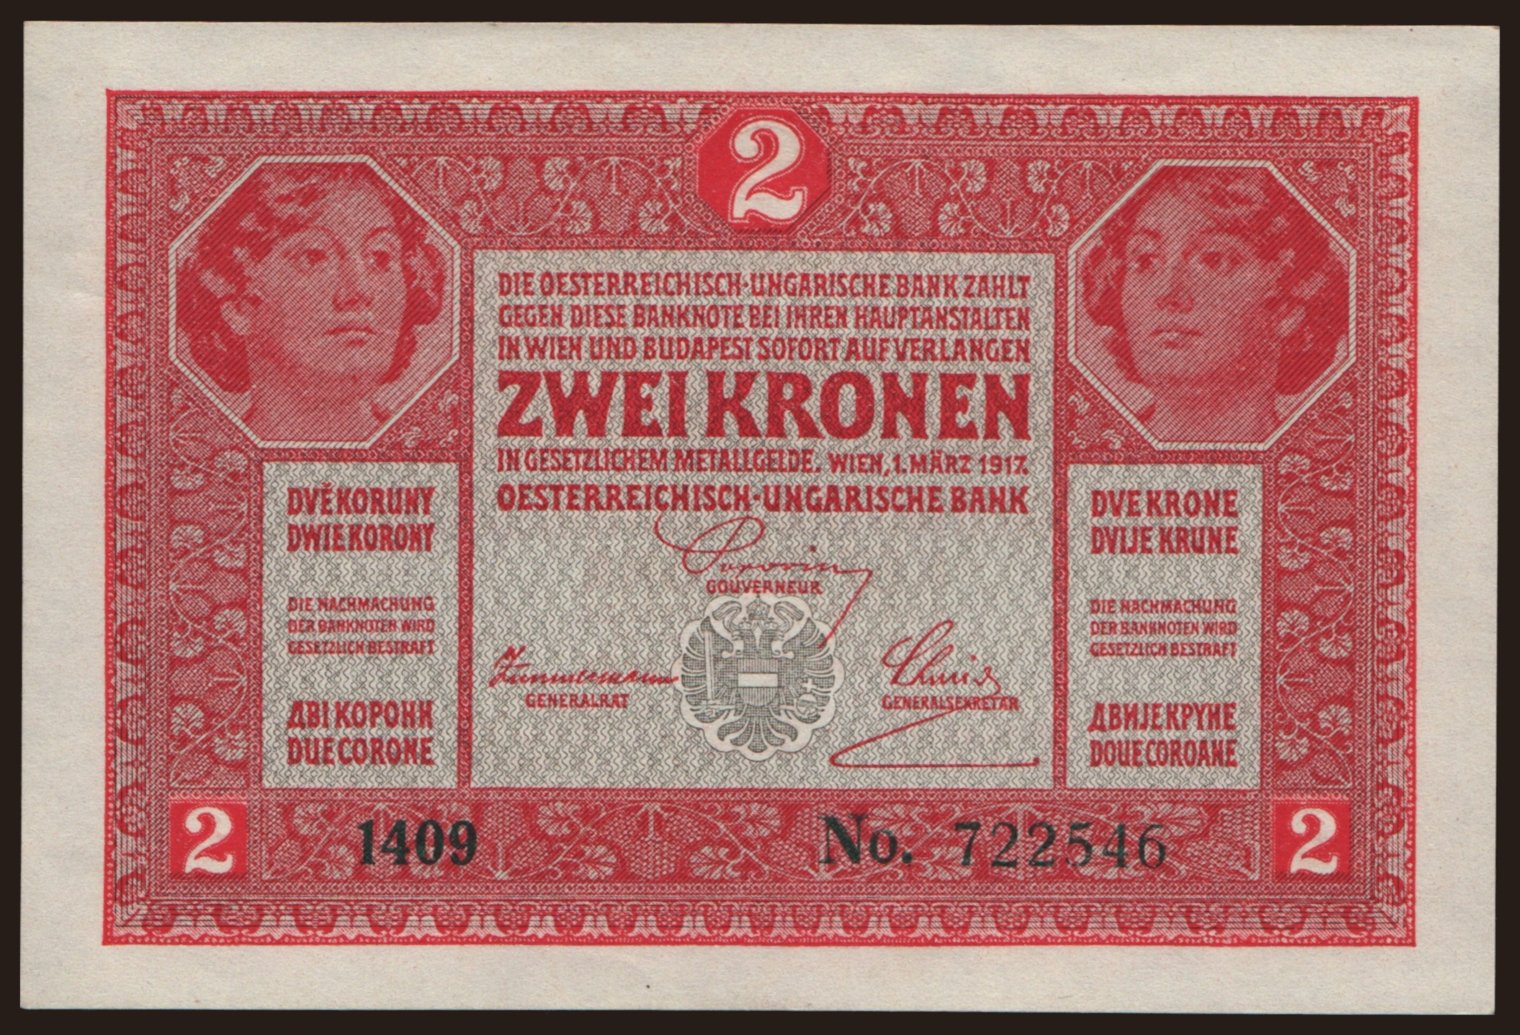 2
DIE OESTERREICHISCH-UNGARISCHE BANK ZAHLT
GEGEN DIESE BANKNOTE BEI IHREN HAUPTANSTALTEN
IN WIEN UND BUDAPEST SOFORT AUF VERLANGEN
ZWEI KRONEN
IN GESETZLICHEM METALLGELDE. WIEN, 1. MÄRZ 1917.
OESTERREICHISCH-UNGARISCHE BANK
Popovics
GOUVERNEUR
GENERALRAT
Schmid
GENERALSEKRETÄR
DVĚ KORUNY
DWIE KORONY
DIE NACHMACHUNG
DER BANKNOTEN WIRD
GESETZLICH BESTRAFT
ДВІ КОРОНИ
DUE CORONE
DVE KRONE
DVIJE KRUNE
DIE NACHMACHUNG
DER BANKNOTEN WIRD
GESETZLICH BESTRAFT
ДВИЈЕ КРУНЕ
DOUE COROANE
2
1409
No. 722546
2